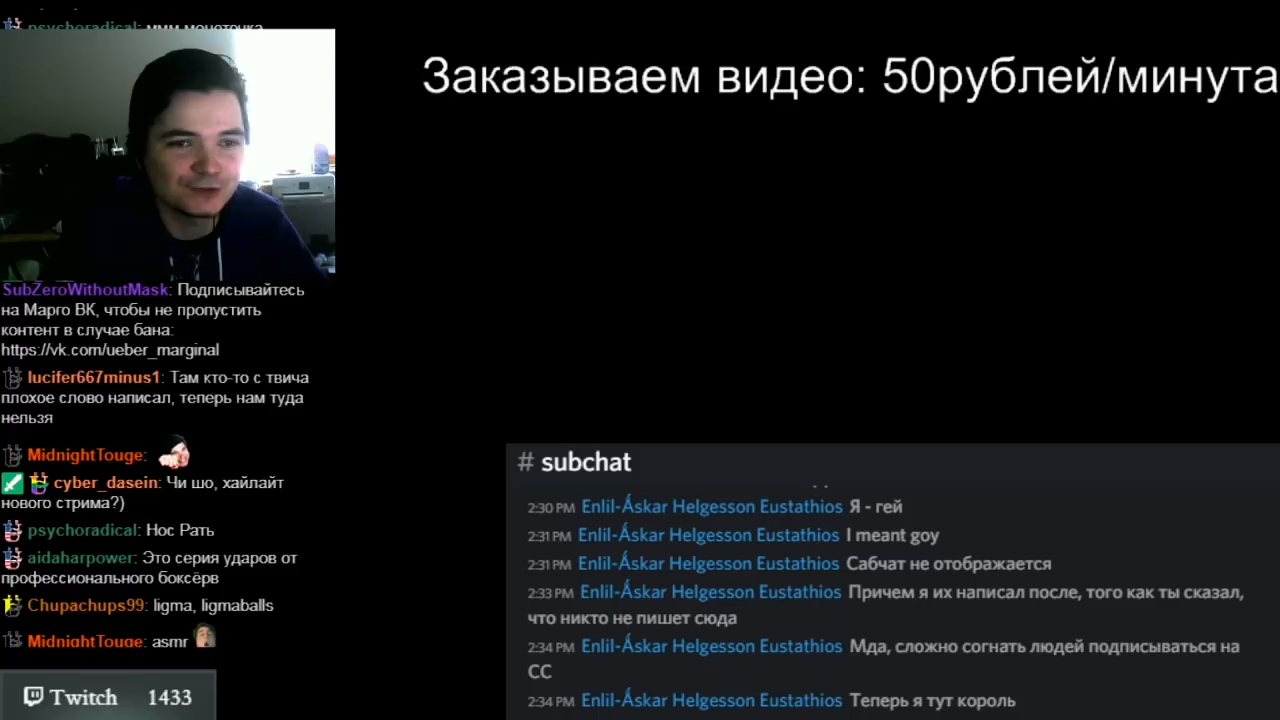 psychoradical: ммм монеточка
Заказываем видео: 50рублей/минута
SubZeroWithoutMask: Подписывайтесь
на Марго ВК, чтобы не пропустить
контент в случае бана:
https://vk.com/ueber_marginal
lucifer667minus1: Там кто-то с твича
плохое слово написал, теперь нам туда
нельзя
MidnightTouge:
cyber_dasein: Чи шо, хайлайт
нового стрима?)
psychoradical: Нос Рать
aidaharpower: Это серия ударов от
профессионального боксёрв
Chupachups99: ligma, ligmaballs
MidnightTouge: asmr
Twitch 1433
# subchat
2:30 PM Enlil-Áskar Helgesson Eustathios Я - гей
2:31 PM Enlil-Áskar Helgesson Eustathios I meant goy
2:31 PM Enlil-Áskar Helgesson Eustathios Сабчат не отображается
2:33 PM Enlil-Áskar Helgesson Eustathios Причем я их написал после, того как ты сказал,
что никто не пишет сюда
2:34 PM Enlil-Áskar Helgesson Eustathios Мда, сложно согнать людей подписываться на
СС
2:34 PM Enlil-Áskar Helgesson Eustathios Теперь я тут король